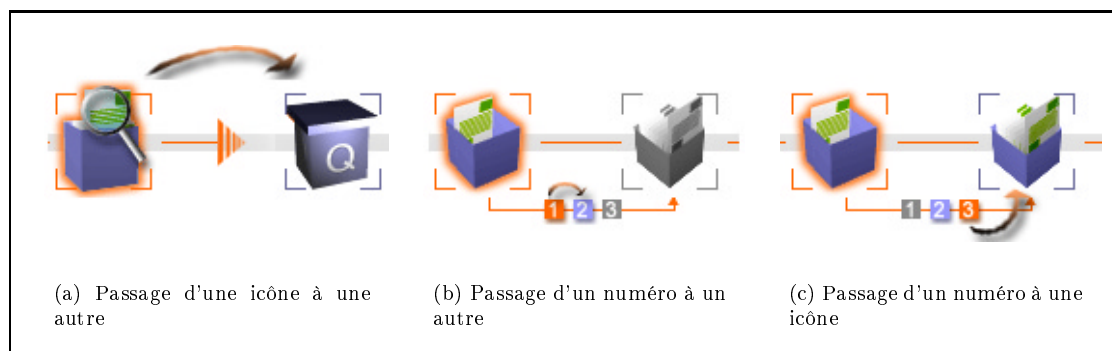 Q
1 2 3
1 2 3
(a) Passage d'une icône à une
autre
(b) Passage d'un numéro à un
autre
(c) Passage d'un numéro à une
icône